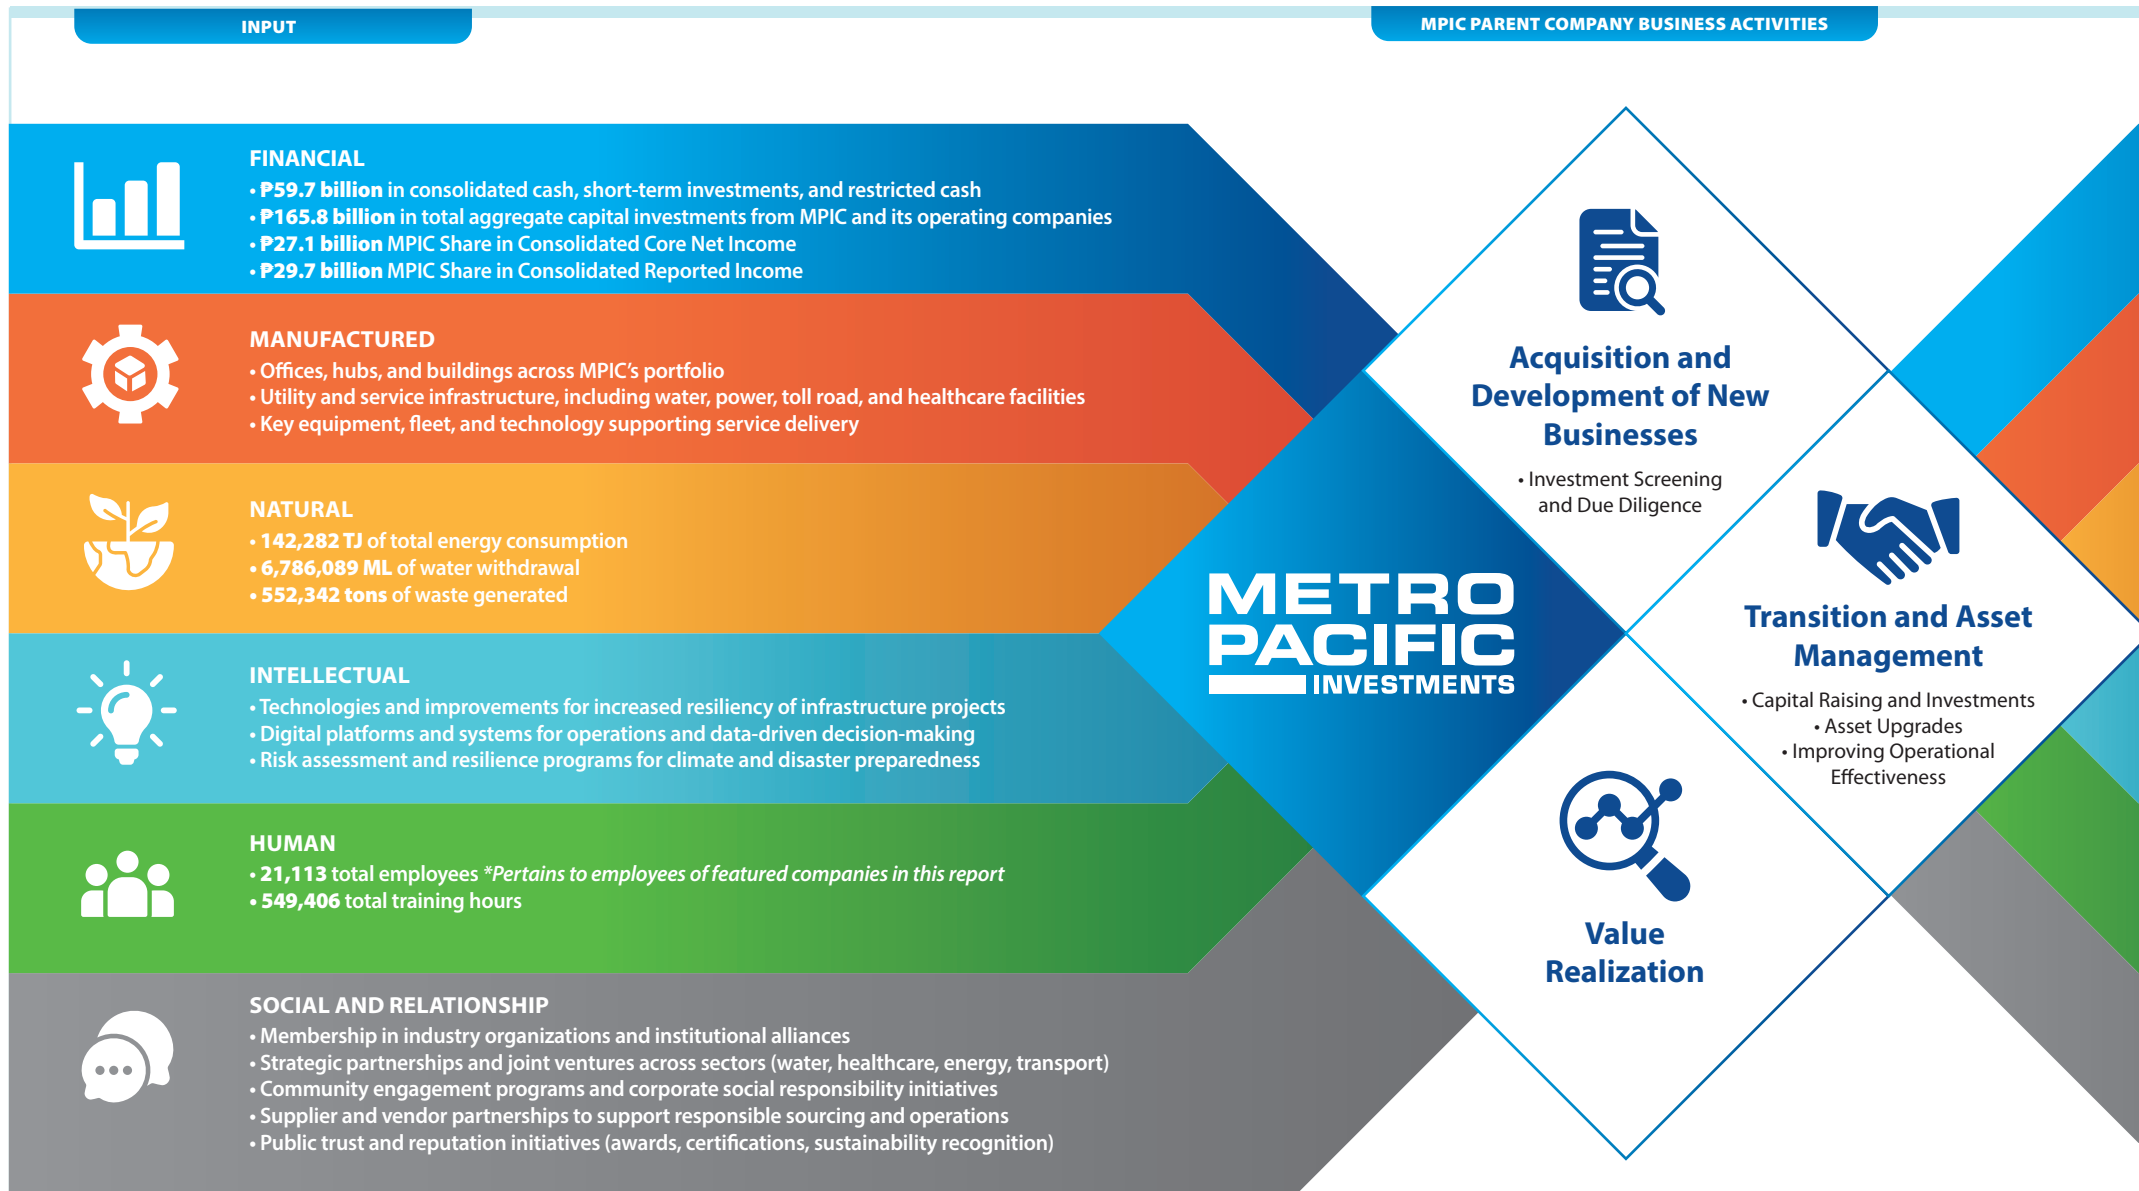 INPUT
MPIC PARENT COMPANY BUSINESS ACTIVITIES
FINANCIAL
• ₱59.7 billion in consolidated cash, short-term investments, and restricted cash
• ₱165.8 billion in total aggregate capital investments from MPIC and its operating companies
• ₱27.1 billion MPIC Share in Consolidated Core Net Income
• ₱29.7 billion MPIC Share in Consolidated Reported Income
MANUFACTURED
• Offices, hubs, and buildings across MPIC’s portfolio
• Utility and service infrastructure, including water, power, toll road, and healthcare facilities
• Key equipment, fleet, and technology supporting service delivery
NATURAL
• 142,282 TJ of total energy consumption
• 6,786,089 ML of water withdrawal
• 552,342 tons of waste generated
INTELLECTUAL
• Technologies and improvements for increased resiliency of infrastructure projects
• Digital platforms and systems for operations and data-driven decision-making
• Risk assessment and resilience programs for climate and disaster preparedness
HUMAN
• 21,113 total employees *Pertains to employees of featured companies in this report
• 549,406 total training hours
SOCIAL AND RELATIONSHIP
• Membership in industry organizations and institutional alliances
• Strategic partnerships and joint ventures across sectors (water, healthcare, energy, transport)
• Community engagement programs and corporate social responsibility initiatives
• Supplier and vendor partnerships to support responsible sourcing and operations
• Public trust and reputation initiatives (awards, certifications, sustainability recognition)
METRO
PACIFIC
INVESTMENTS
Acquisition and
Development of New
Businesses
• Investment Screening
and Due Diligence
Transition and Asset
Management
• Capital Raising and Investments
• Asset Upgrades
• Improving Operational
Effectiveness
Value
Realization